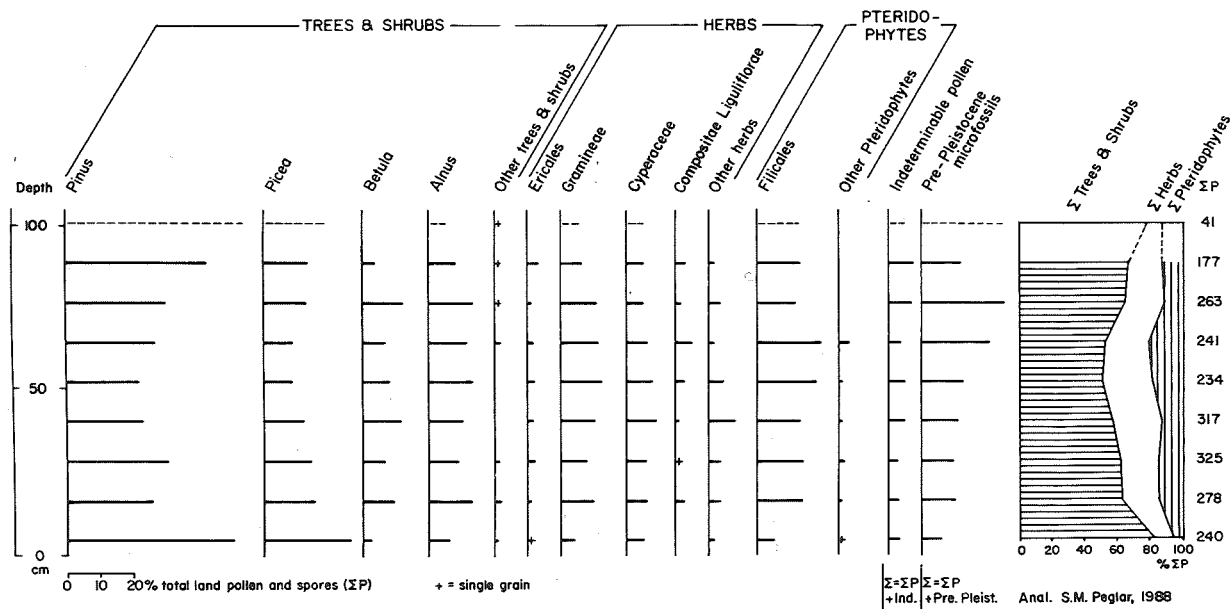 TREES & SHRUBS
HERBS
PTERIDO-
PHYTES
Depth
Pinus
Picea
Betula
Alnus
Other trees & shrubs
Ericales
Gramineae
Cyperaceae
Compositae Liguliflorae
Other herbs
Filicales
Other Pteridophytes
Indeterminable pollen
Pre-Pleistocene
microfossils
Σ Trees & Shrubs
Σ Herbs
Σ Pteridophytes
ΣP
100
+
41
+
177
+
263
241
50
234
317
+
325
278
+
+
240
0
cm
0 20 40 60 80 100
% ΣP
0 10 20% total land pollen and spores (ΣP)
+ = single grain
Σ=ΣP
+Ind.
Σ=ΣP
+Pre. Pleist.
Anal. S.M. Peglar, 1988